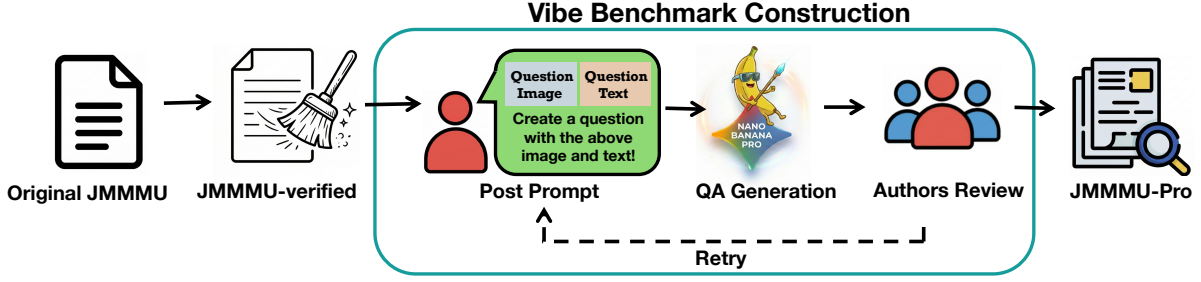 Vibe Benchmark Construction
Question
Image
Question
Text
Create a question
with the above
image and text!
NANO
BANANA
PRO
Original JMMMU
JMMMU-verified
Post Prompt
QA Generation
Authors Review
JMMMU-Pro
Retry